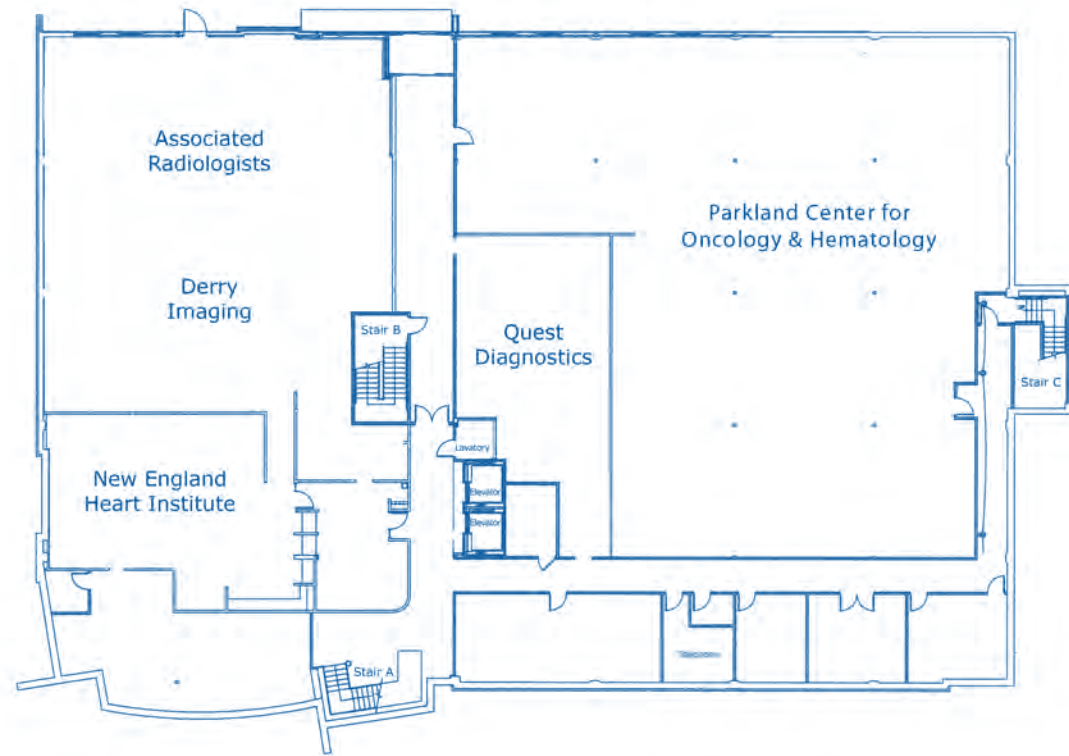 Associated
Radiologists
Parkland Center for
Oncology & Hematology
Derry
Imaging
Stair B
Quest
Diagnostics
Stair C
Lavatory
New England
Heart Institute
Elevator
Elevator
Stair A